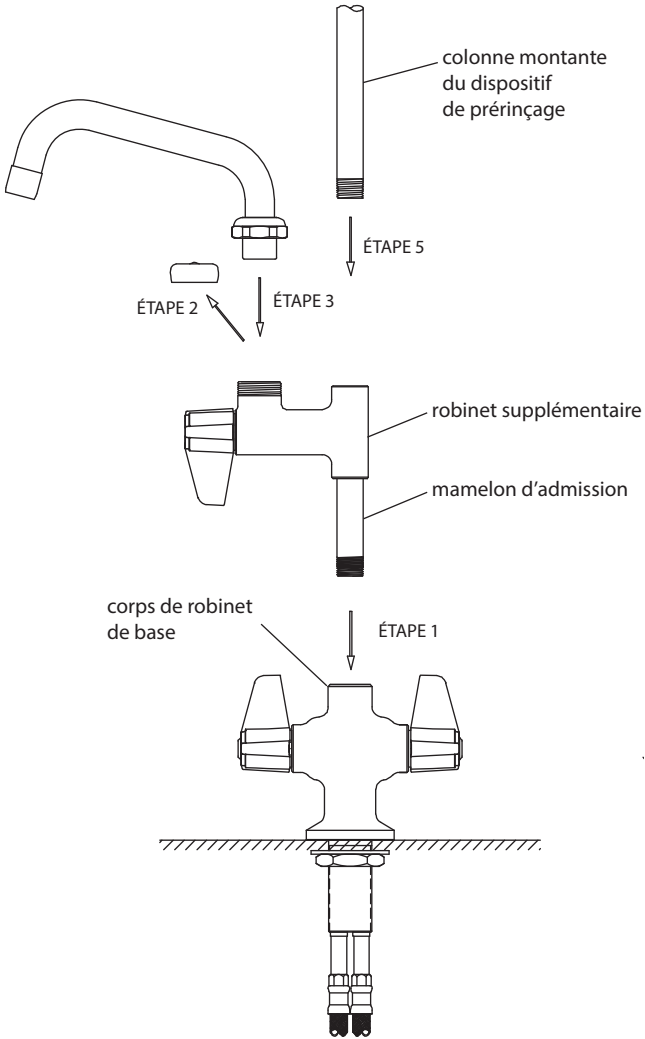 colonne montante
du dispositif
de prérinçage
ÉTAPE 5
ÉTAPE 2
ÉTAPE 3
robinet supplémentaire
mamelon d’admission
corps de robinet
de base
ÉTAPE 1